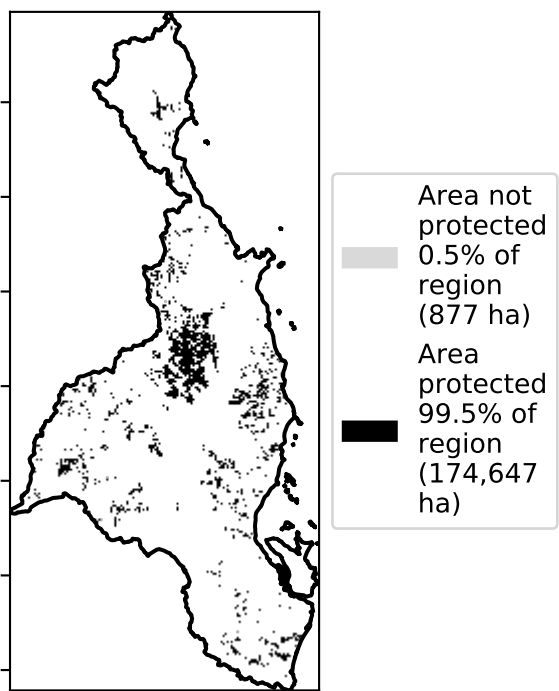 Area not
protected
0.5% of
region
(877 ha)
Area
protected
99.5% of
region
(174,647
ha)